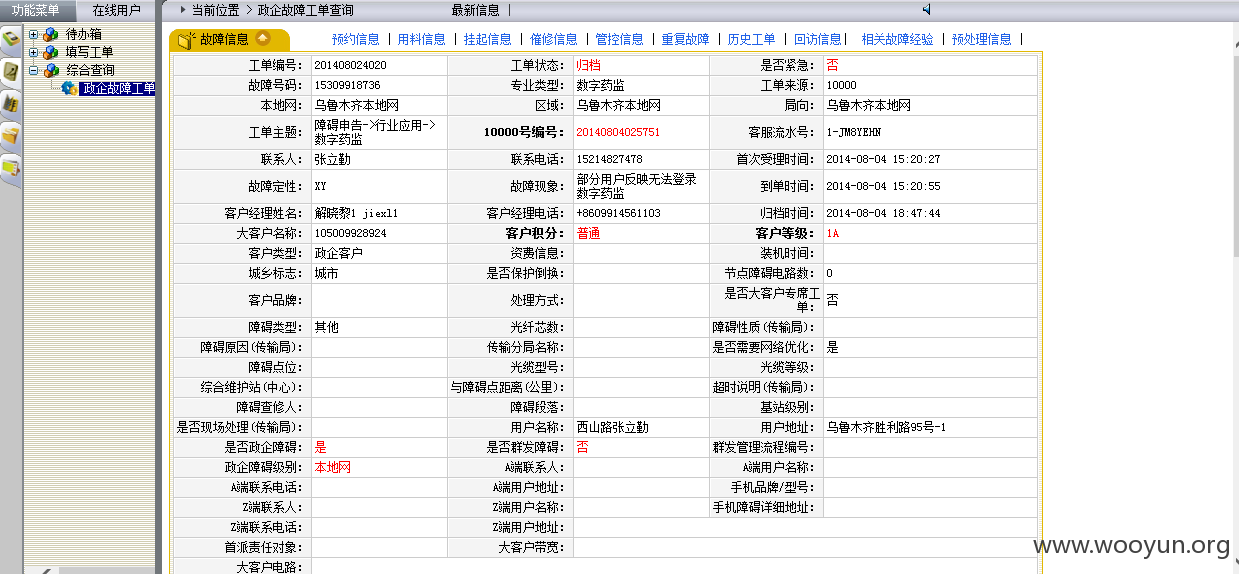 功能菜单 在线用户 当前位置 > 政企故障工单查询 最新信息 |
待办箱
填写工单
综合查询
政企故障工单
故障信息 预约信息 | 用料信息 | 挂起信息 | 催修信息 | 管控信息 | 重复故障 | 历史工单 | 回访信息 | 相关故障经验 | 预处理信息 |
工单编号: 201408024020 工单状态: 归档 是否紧急: 否
故障号码: 15309918736 专业类型: 数字药监 工单来源: 10000
本地网: 乌鲁木齐本地网 区域: 乌鲁木齐本地网 局向: 乌鲁木齐本地网
工单主题: 障碍申告->行业应用->数字药监 10000号编号: 20140804025751 客服流水号: 1-JM8YEHN
联系人: 张立勤 联系电话: 15214827478 首次受理时间: 2014-08-04 15:20:27
故障定性: XY 故障现象: 部分用户反映无法登录数字药监 到单时间: 2014-08-04 15:20:55
客户经理姓名: 解晓黎1 jiexl1 客户经理电话: +8609914561103 归档时间: 2014-08-04 18:47:44
大客户名称: 105009928924 客户积分: 普通 客户等级: 1A
客户类型: 政企客户 资费信息: 装机时间:
城乡标志: 城市 是否保护倒换: 节点障碍电路数: 0
客户品牌: 处理方式: 是否大客户专席工单: 否
障碍类型: 其他 光纤芯数: 障碍性质(传输局):
障碍原因(传输局): 传输分局名称: 是否需要网络优化: 是
障碍点位: 光缆型号: 光缆等级:
综合维护站(中心): 与障碍点距离(公里): 超时说明(传输局):
障碍查修人: 障碍段落: 基站级别:
是否现场处理(传输局): 用户名称: 西山路张立勤 用户地址: 乌鲁木齐胜利路95号-1
是否政企障碍: 是 是否群发障碍: 否 群发管理流程编号:
政企障碍级别: 本地网 A端联系人: A端用户名称:
A端联系电话: A端用户地址: 手机品牌/型号:
Z端联系人: Z端用户名称: 手机障碍详细地址:
Z端联系电话: Z端用户地址:
首派责任对象: 大客户带宽:
大客户电路:
www.wooyun.org